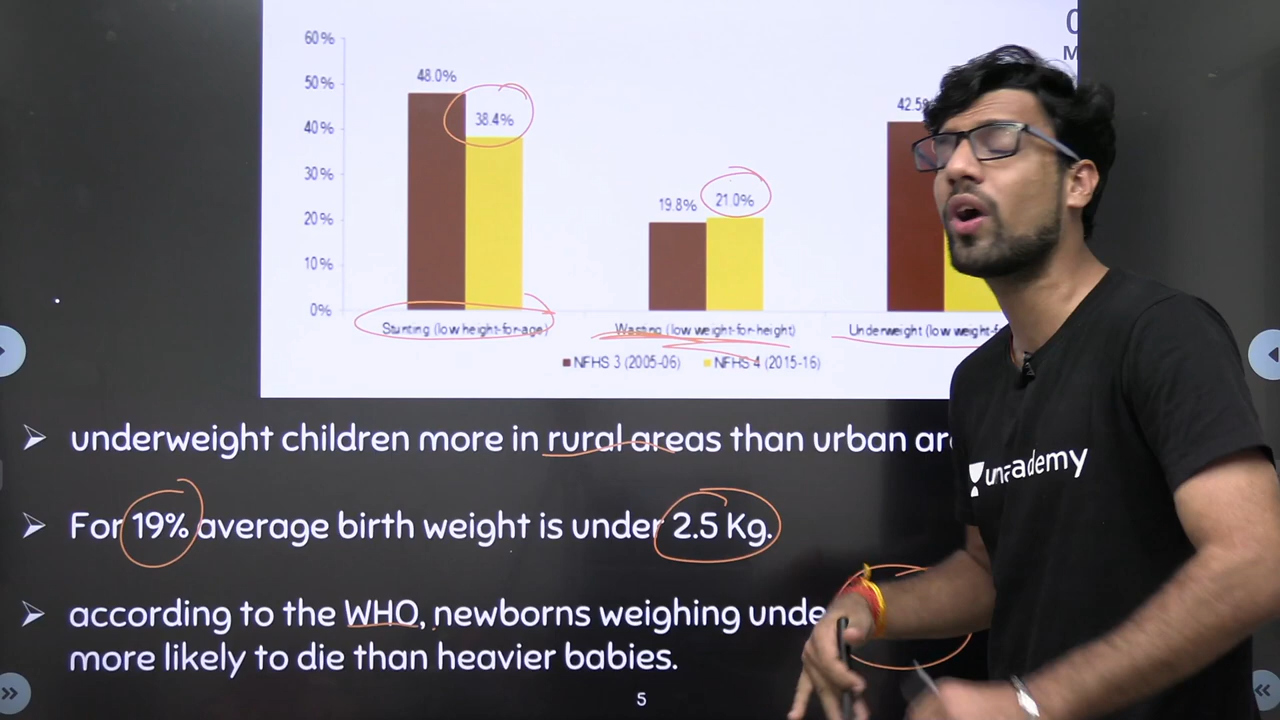 60%
50%
40%
30%
20%
10%
0%
48.0%
38.4%
19.8%
21.0%
Stunting (low height-for-age)
Wasting (low weight-for-height)
Underweight (low
NFHS 3 (2005-06)
NFHS 4 (2015-16)
➢ underweight children more in rural areas than urban
➢ For 19% average birth weight is under 2.5 Kg.
➢ according to the WHO, newborns weighing
more likely to die than heavier babies.
5
unacademy